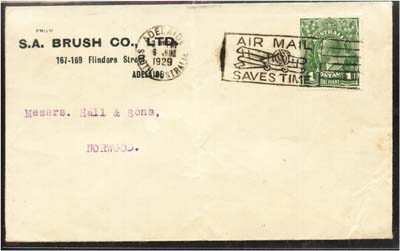 FROM
S.A. BRUSH CO., LTD.
167-169 Flinders Street
ADELAIDE
ADELAIDE
6
1929
SOUTH AUSTRALIA
AIR MAIL
SAVES TIME
AUSTRALIA
Messrs. Hall & Sons,
NORWOOD.